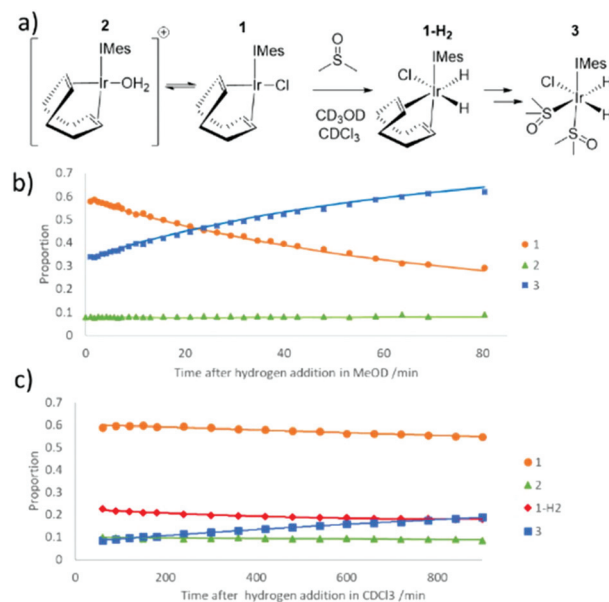 a)
2
1
1-H₂
3
IMes
Ir
OH₂
⊕
IMes
Ir
Cl
S
O
CD₃OD
CDCl₃
IMes
Cl
Ir
H
H
IMes
Cl
Ir
H
H
S
O
S
O
b)
0.7
0.6
0.5
0.4
0.3
0.2
0.1
0
Proportion
0
20
40
60
80
Time after hydrogen addition in MeOD /min
1
2
3
c)
0.7
0.6
0.5
0.4
0.3
0.2
0.1
0
Proportion
0
200
400
600
800
Time after hydrogen addition in CDCl3 /min
1
2
1-H2
3